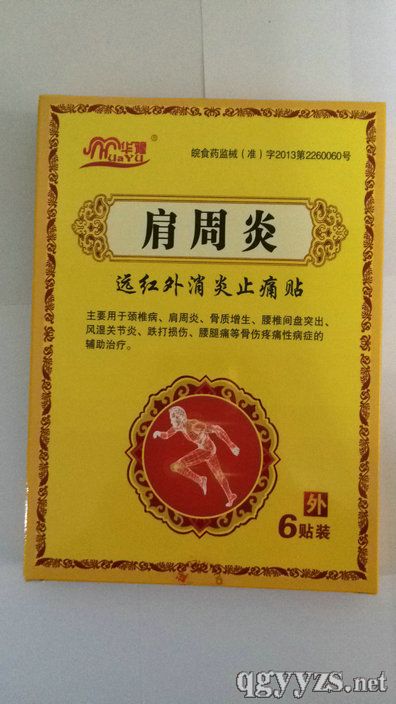 华豫®
HUAYU
皖食药监械（准）字2013第2260060号
肩周炎
远红外消炎止痛贴
主要用于颈椎病、肩周炎、骨质增生、腰椎间盘突出、
风湿关节炎、跌打损伤、腰腿痛等骨伤疼痛性病症的
辅助治疗。
外
6贴装
qgyyzs.net